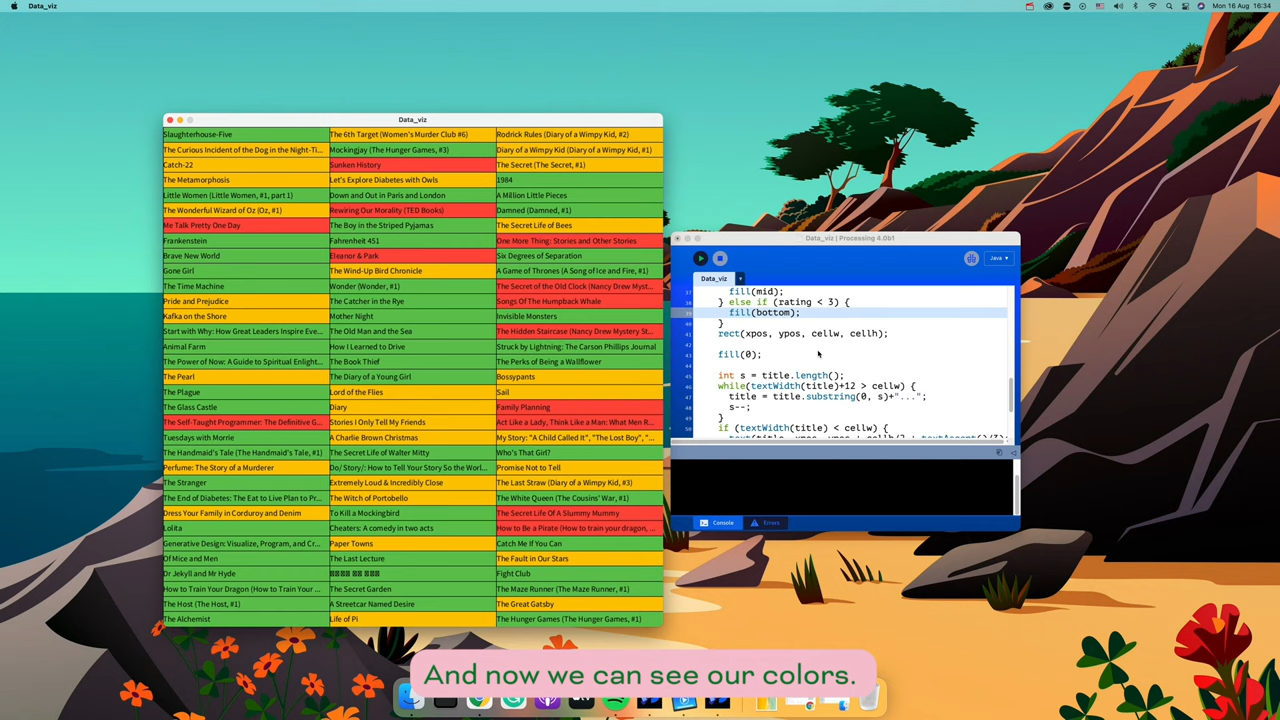 Data_viz
Mon 16 Aug 16:34
Data_viz
Slaughterhouse-Five
The 6th Target (Women's Murder Club #6)
Rodrick Rules (Diary of a Wimpy Kid, #2)
The Curious Incident of the Dog in the Night-Ti...
Mockingjay (The Hunger Games, #3)
Diary of a Wimpy Kid (Diary of a Wimpy Kid, #1)
Catch-22
Sunken History
The Secret (The Secret, #1)
The Metamorphosis
Let's Explore Diabetes with Owls
1984
Little Women (Little Women, #1, part 1)
Down and Out in Paris and London
A Million Little Pieces
The Wonderful Wizard of Oz (Oz, #1)
Rewiring Our Morality (TED Books)
Damned (Damned, #1)
Me Talk Pretty One Day
The Boy in the Striped Pyjamas
The Secret Life of Bees
Frankenstein
Fahrenheit 451
One More Thing: Stories and Other Stories
Brave New World
Eleanor & Park
Six Degrees of Separation
Gone Girl
The Wind-Up Bird Chronicle
A Game of Thrones (A Song of Ice and Fire, #1)
The Time Machine
Wonder (Wonder, #1)
The Secret of the Old Clock (Nancy Drew Myst...
Pride and Prejudice
The Catcher in the Rye
Songs Of The Humpback Whale
Kafka on the Shore
Mother Night
Invisible Monsters
Start with Why: How Great Leaders Inspire Eve...
The Old Man and the Sea
The Hidden Staircase (Nancy Drew Mystery St...
Animal Farm
How I Learned to Drive
Struck by Lightning: The Carson Phillips Journal
The Power of Now: A Guide to Spiritual Enlight...
The Book Thief
The Perks of Being a Wallflower
The Pearl
The Diary of a Young Girl
Bossypants
The Plague
Lord of the Flies
Sail
The Glass Castle
Diary
Family Planning
The Self-Taught Programmer: The Definitive G...
Stories I Only Tell My Friends
Act Like a Lady, Think Like a Man: What Men R...
Tuesdays with Morrie
A Charlie Brown Christmas
My Story: "A Child Called It", "The Lost Boy", "...
The Handmaid's Tale (The Handmaid's Tale, #1)
The Secret Life of Walter Mitty
Who's That Girl?
Perfume: The Story of a Murderer
Do/ Story/: How to Tell Your Story So the Worl...
Promise Not to Tell
The Stranger
Extremely Loud & Incredibly Close
The Last Straw (Diary of a Wimpy Kid, #3)
The End of Diabetes: The Eat to Live Plan to Pr...
The Witch of Portobello
The White Queen (The Cousins' War, #1)
Dress Your Family in Corduroy and Denim
To Kill a Mockingbird
The Secret Life Of A Slummy Mummy
Lolita
Cheaters: A comedy in two acts
How to Be a Pirate (How to train your dragon, ...
Generative Design: Visualize, Program, and Cr...
Paper Towns
Catch Me If You Can
Of Mice and Men
The Last Lecture
The Fault in Our Stars
Dr Jekyll and Mr Hyde
Fight Club
How to Train Your Dragon (How to Train Your ...
The Secret Garden
The Maze Runner (The Maze Runner, #1)
The Host (The Host, #1)
A Streetcar Named Desire
The Great Gatsby
The Alchemist
Life of Pi
The Hunger Games (The Hunger Games, #1)
Data_viz | Processing 4.0b1
Java
Data_viz
37 fill(mid);
38 } else if (rating < 3) {
39 fill(bottom);
40 }
41 rect(xpos, ypos, cellw, cellh);
42
43 fill(0);
44
45 int s = title.length();
46 while(textWidth(title)+12 > cellw) {
47 title = title.substring(0, s)+"...";
48 s--;
49 }
50 if (textWidth(title) < cellw) {
text(title, xpos, ypos + cellh/2 + textAscent()/3);
Console
Errors
And now we can see our colors.